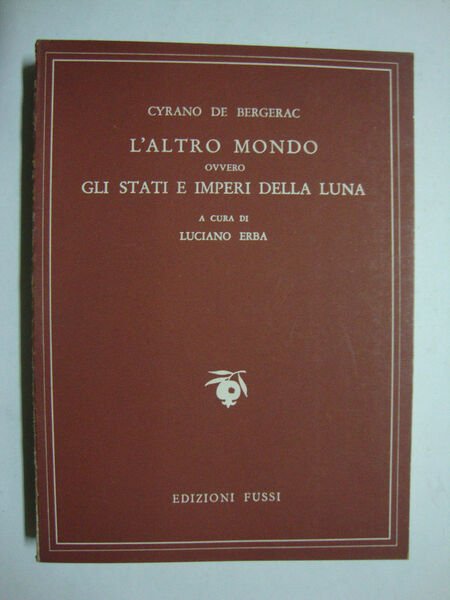 CYRANO DE BERGERAC
L'ALTRO MONDO
OVVERO
GLI STATI E IMPERI DELLA LUNA
A CURA DI
LUCIANO ERBA
EDIZIONI FUSSI